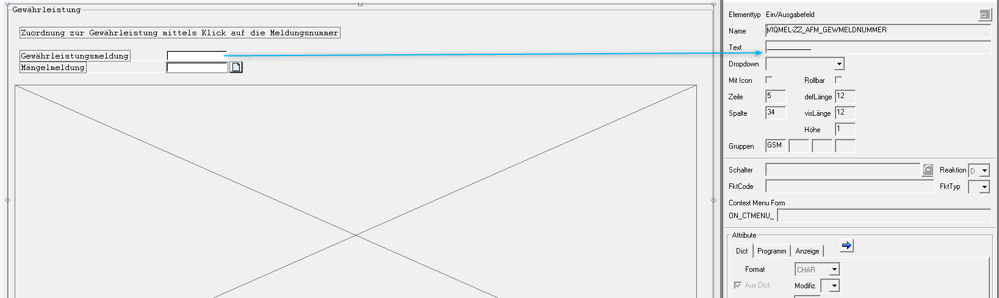 Gewährleistung
Zuordnung zur Gewährleistung mittels Klick auf die Meldungsnummer
Gewährleistungsmeldung
Mängelmeldung
Elementtyp Ein/Ausgabefeld
Name VIQMEL-ZZ_AFM_GEWMELDNUMMER
Text ____________
Dropdown
Mit Icon Rollbar
Zeile 5 defLänge 12
Spalte 34 visLänge 12
Höhe 1
Gruppen GSM
Schalter Reaktion D
FktCode FktTyp
Context Menu Form
ON_CTMENU_
Attribute
Dict Programm Anzeige
Format CHAR
Aus Dict. Modifiz.